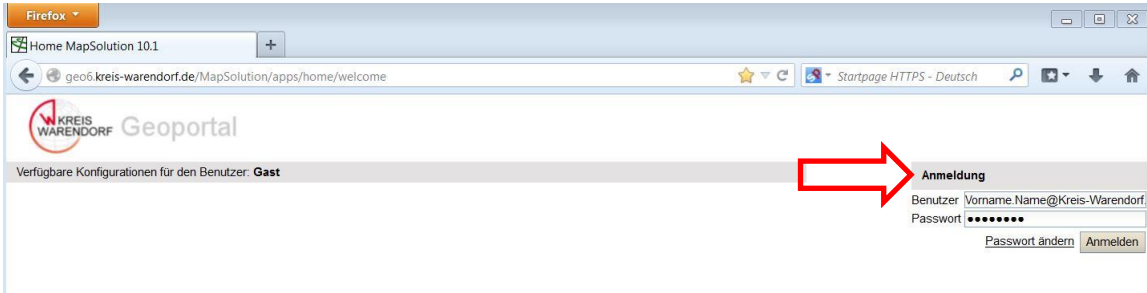 Firefox
Home MapSolution 10.1
geo6.kreis-warendorf.de/MapSolution/apps/home/welcome
Startpage HTTPS - Deutsch
KREIS
WARENDORF Geoportal
Verfügbare Konfigurationen für den Benutzer: Gast
Anmeldung
Benutzer Vorname.Name@Kreis-Warendorf.
Passwort ●●●●●●●●
Passwort ändern Anmelden